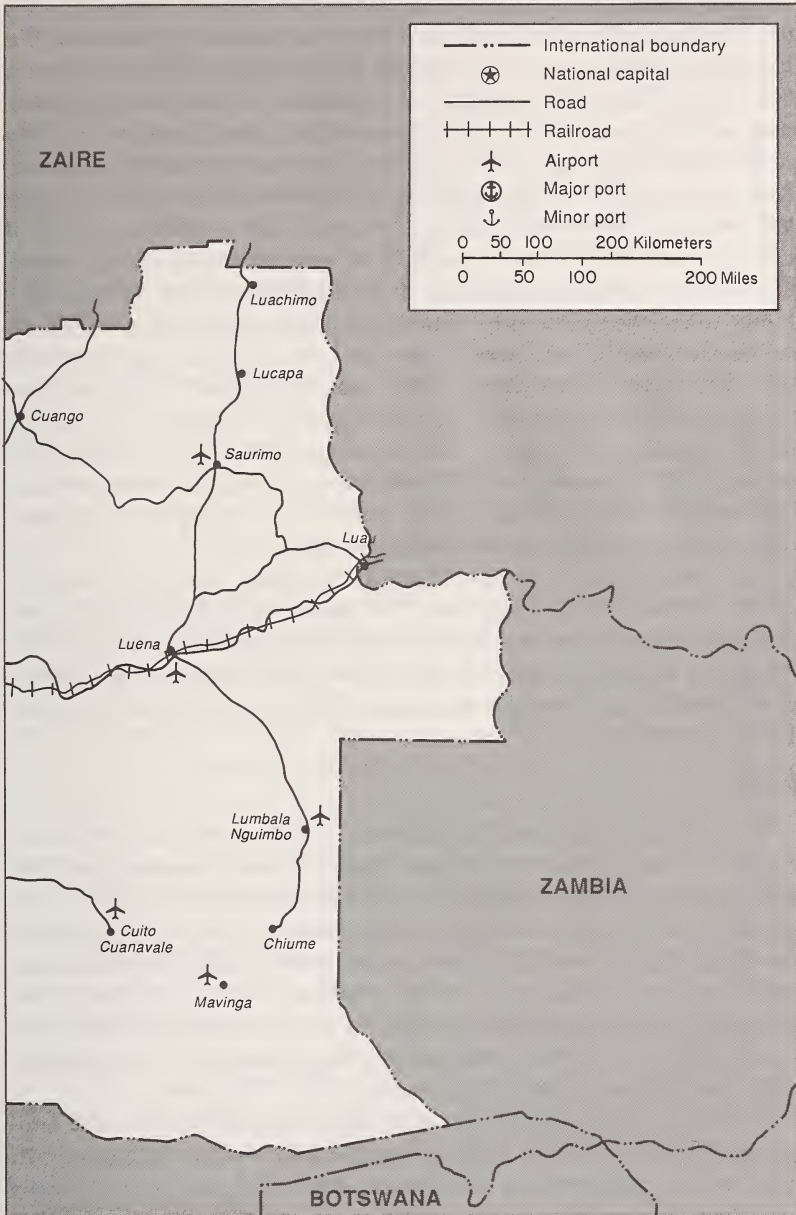 International boundary
National capital
Road
Railroad
Airport
Major port
Minor port
0 50 100 200 Kilometers
0 50 100 200 Miles
ZAIRE
Luachimo
Lucapa
Cuango
Saurimo
Luau
Luena
Lumbala
Nguimbo
ZAMBIA
Cuito
Cuanavale
Chiume
Mavinga
BOTSWANA